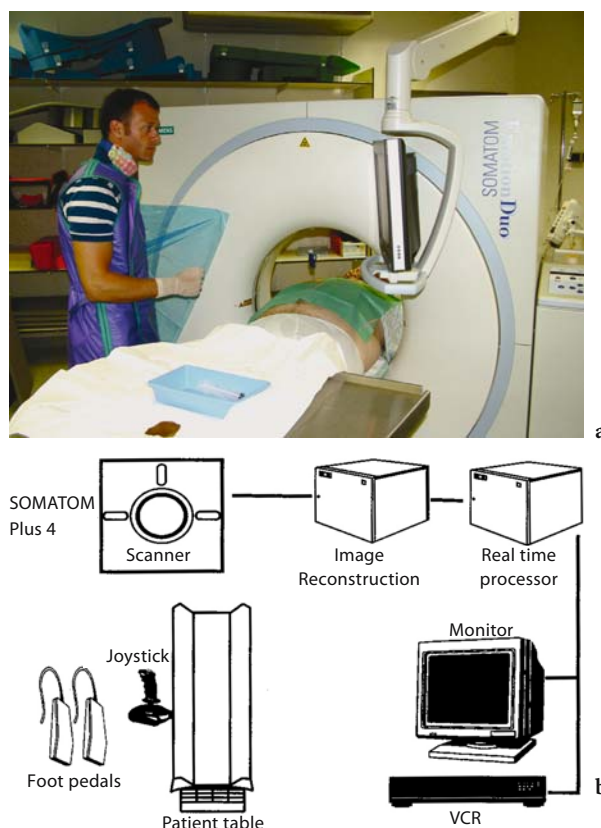 SIEMENS
SOMATOM
Emotion Duo
a
SOMATOM
Plus 4
Scanner
Image
Reconstruction
Real time
processor
Joystick
Monitor
Foot pedals
Patient table
VCR
b